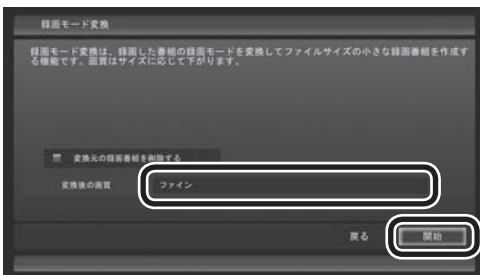 録画モード変換
録画モード変換は、録画した番組の録画モードを変換してファイルサイズの小さな録画番組を作成す
る機能です。画質はサイズに応じて下がります。
変換元の録画番組を削除する
変換後の画質 ファイン
戻る 開始